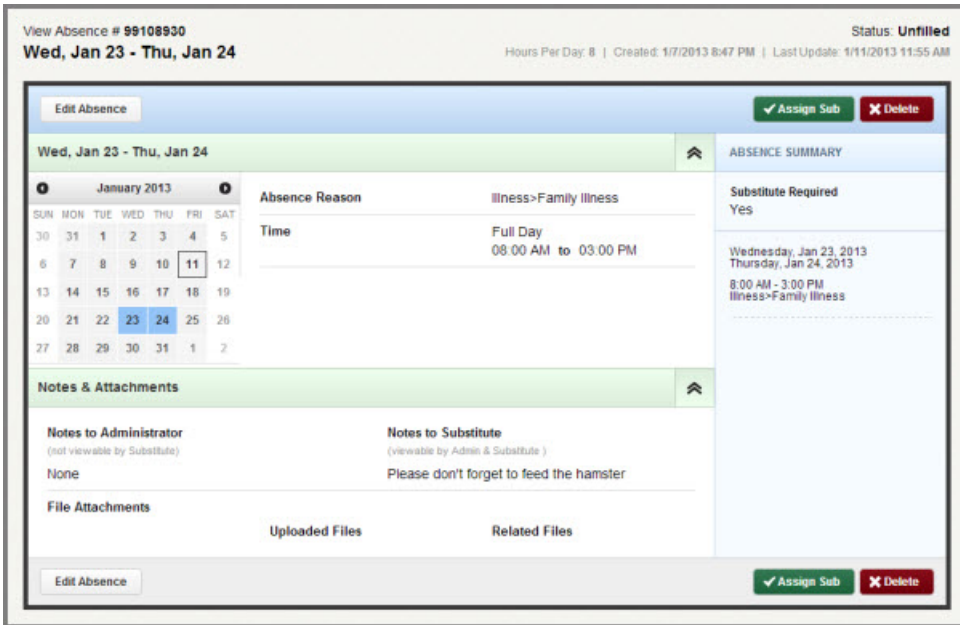 View Absence # 99108930
Status: Unfilled
Wed, Jan 23 - Thu, Jan 24
Hours Per Day: 8 | Created: 1/7/2013 8:47 PM | Last Update: 1/11/2013 11:55 AM
Edit Absence
Assign Sub
Delete
Wed, Jan 23 - Thu, Jan 24
January 2013
SUN MON TUE WED THU FRI SAT
30 31 1 2 3 4 5
6 7 8 9 10 11 12
13 14 15 16 17 18 19
20 21 22 23 24 25 26
27 28 29 30 31 1 2
Absence Reason
Illness>Family Illness
Time
Full Day
08:00 AM to 03:00 PM
ABSENCE SUMMARY
Substitute Required
Yes
Wednesday, Jan 23, 2013
Thursday, Jan 24, 2013
8:00 AM - 3:00 PM
Illness>Family Illness
Notes & Attachments
Notes to Administrator
(not viewable by Substitute)
None
Notes to Substitute
(viewable by Admin & Substitute )
Please don't forget to feed the hamster
File Attachments
Uploaded Files
Related Files
Edit Absence
Assign Sub
Delete